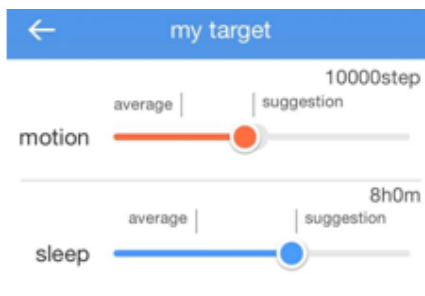 my target
10000step
average suggestion
motion
8h0m
average suggestion
sleep